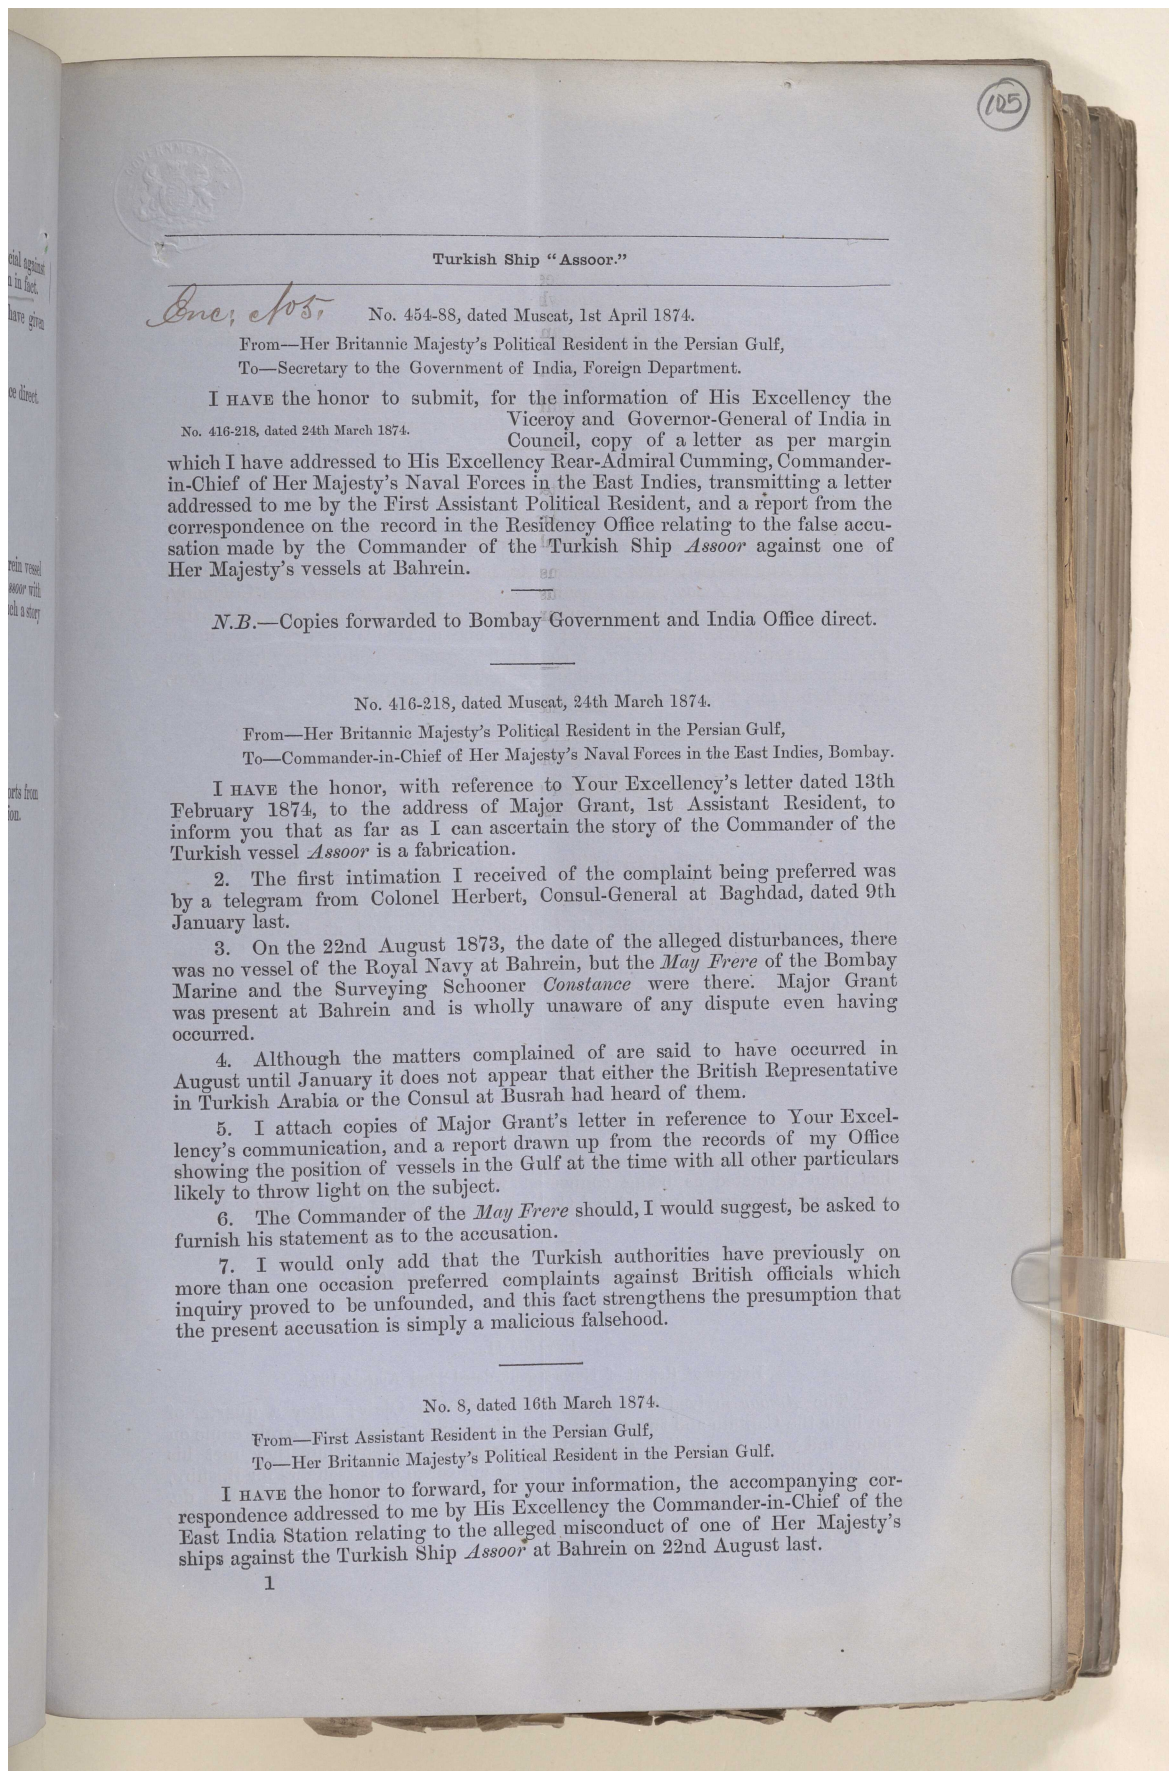 105
Turkish Ship "Assoor."
Enc: No 5.
No. 454-88, dated Muscat, 1st April 1874.
From—Her Britannic Majesty's Political Resident in the Persian Gulf,
To—Secretary to the Government of India, Foreign Department.
I HAVE the honor to submit, for the information of His Excellency the
Viceroy and Governor-General of India in
No. 416-218, dated 24th March 1874.
Council, copy of a letter as per margin
which I have addressed to His Excellency Rear-Admiral Cumming, Commander-
in-Chief of Her Majesty's Naval Forces in the East Indies, transmitting a letter
addressed to me by the First Assistant Political Resident, and a report from the
correspondence on the record in the Residency Office relating to the false accu-
sation made by the Commander of the Turkish Ship Assoor against one of
Her Majesty's vessels at Bahrein.
N.B.—Copies forwarded to Bombay Government and India Office direct.
No. 416-218, dated Muscat, 24th March 1874.
From—Her Britannic Majesty's Political Resident in the Persian Gulf,
To—Commander-in-Chief of Her Majesty's Naval Forces in the East Indies, Bombay.
I HAVE the honor, with reference to Your Excellency's letter dated 13th
February 1874, to the address of Major Grant, 1st Assistant Resident, to
inform you that as far as I can ascertain the story of the Commander of the
Turkish vessel Assoor is a fabrication.
2. The first intimation I received of the complaint being preferred was
by a telegram from Colonel Herbert, Consul-General at Baghdad, dated 9th
January last.
3. On the 22nd August 1873, the date of the alleged disturbances, there
was no vessel of the Royal Navy at Bahrein, but the May Frere of the Bombay
Marine and the Surveying Schooner Constance were there. Major Grant
was present at Bahrein and is wholly unaware of any dispute even having
occurred.
4. Although the matters complained of are said to have occurred in
August until January it does not appear that either the British Representative
in Turkish Arabia or the Consul at Busrah had heard of them.
5. I attach copies of Major Grant's letter in reference to Your Excel-
lency's communication, and a report drawn up from the records of my Office
showing the position of vessels in the Gulf at the time with all other particulars
likely to throw light on the subject.
6. The Commander of the May Frere should, I would suggest, be asked to
furnish his statement as to the accusation.
7. I would only add that the Turkish authorities have previously on
more than one occasion preferred complaints against British officials which
inquiry proved to be unfounded, and this fact strengthens the presumption that
the present accusation is simply a malicious falsehood.
No. 8, dated 16th March 1874.
From—First Assistant Resident in the Persian Gulf,
To—Her Britannic Majesty's Political Resident in the Persian Gulf.
I HAVE the honor to forward, for your information, the accompanying cor-
respondence addressed to me by His Excellency the Commander-in-Chief of the
East India Station relating to the alleged misconduct of one of Her Majesty's
ships against the Turkish Ship Assoor at Bahrein on 22nd August last.
1